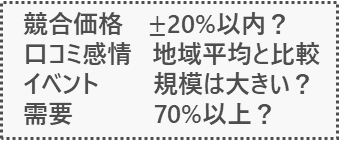 競合価格 ±20%以内？
口コミ感情 地域平均と比較
イベント 規模は大きい？
需要 70%以上？